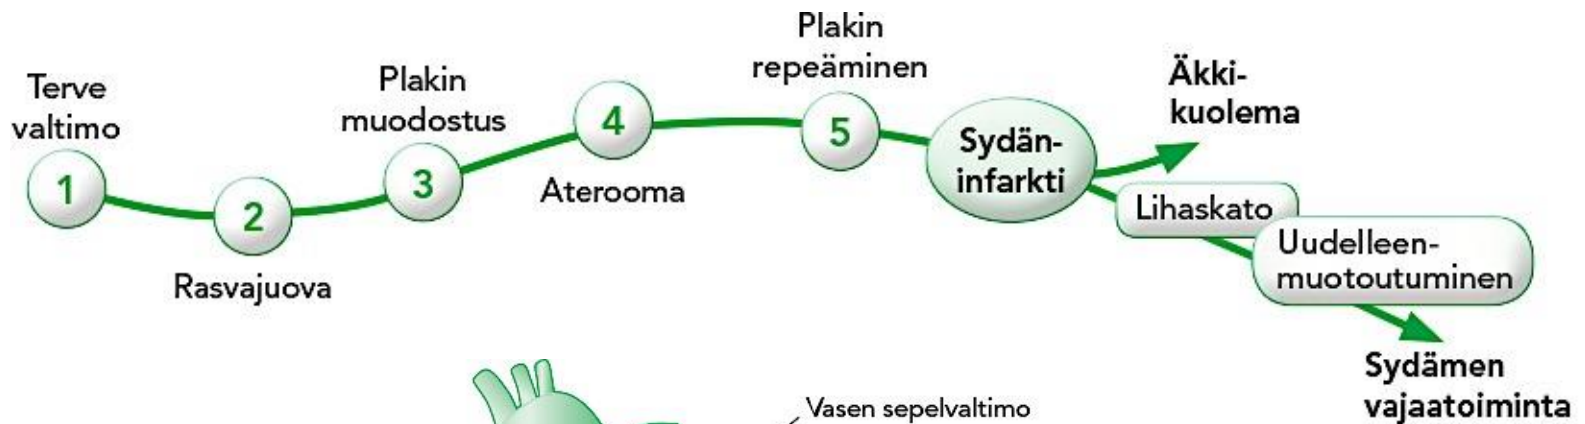 Terve
valtimo
1
2
Rasvajuova
Plakin
muodostus
3
4
Aterooma
Plakin
repeäminen
5
Sydän-
infarkti
Äkki-
kuolema
Lihaskato
Uudelleen-
muotoutuminen
Sydämen
vajaatoiminta
Vasen sepelvaltimo